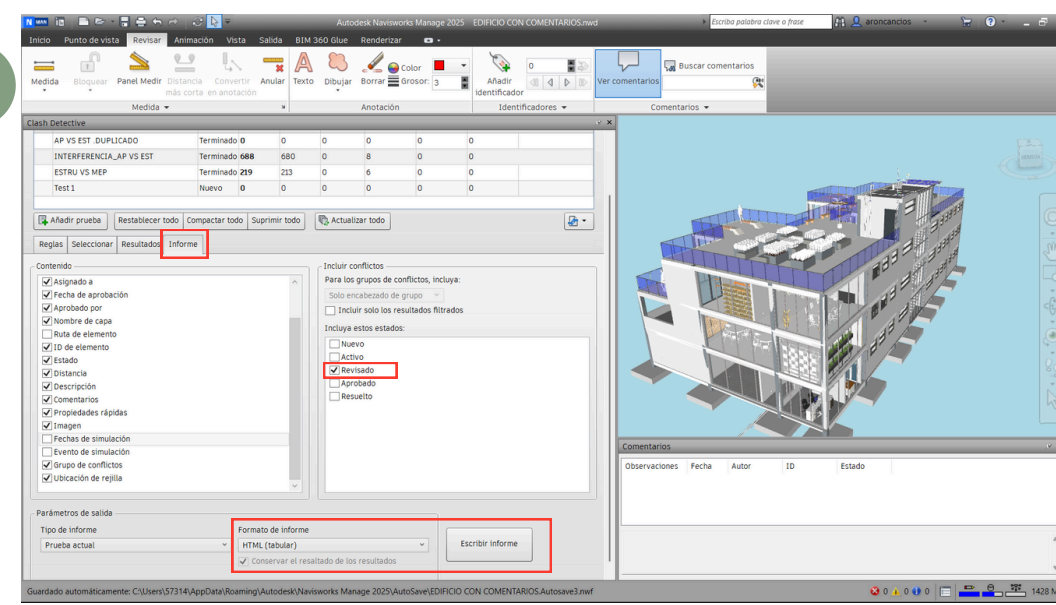 N MAN
Autodesk Navisworks Manage 2025 EDIFICIO CON COMENTARIOS.nwd
Escriba palabra clave o frase
aroncancios
Inicio Punto de vista Revisar Animación Vista Salida BIM 360 Glue Renderizar
Medida Bloquear Panel Medir Distancia más corta Convertir en anotación Anular Texto Dibujar Borrar Color Grosor: 3 Añadir identificador 0 Ver comentarios Buscar comentarios
Medida Anotación Identificadores Comentarios
Clash Detective
AP VS EST .DUPLICADO Terminado 0 0 0 0 0 0
INTERFERENCIA_AP VS EST Terminado 688 680 0 8 0 0
ESTRU VS MEP Terminado 219 213 0 6 0 0
Test 1 Nuevo 0 0 0 0 0 0
Añadir prueba Restablecer todo Compactar todo Suprimir todo Actualizar todo
Reglas Seleccionar Resultados Informe
Contenido
Asignado a
Fecha de aprobación
Aprobado por
Nombre de capa
Ruta de elemento
ID de elemento
Estado
Distancia
Descripción
Comentarios
Propiedades rápidas
Imagen
Fechas de simulación
Evento de simulación
Grupo de conflictos
Ubicación de rejilla
Incluir conflictos
Para los grupos de conflictos, incluya:
Solo encabezado de grupo
Incluir solo los resultados filtrados
Incluya estos estados:
Nuevo
Activo
Revisado
Aprobado
Resuelto
Parámetros de salida
Tipo de informe
Prueba actual
Formato de informe
HTML (tabular)
Conservar el resaltado de los resultados
Escribir informe
Comentarios
Observaciones Fecha Autor ID Estado
Guardado automáticamente: C:\Users\57314\AppData\Roaming\Autodesk\Navisworks Manage 2025\AutoSave\EDIFICIO CON COMENTARIOS.Autosave3.nwf
0 0 0 1428 M